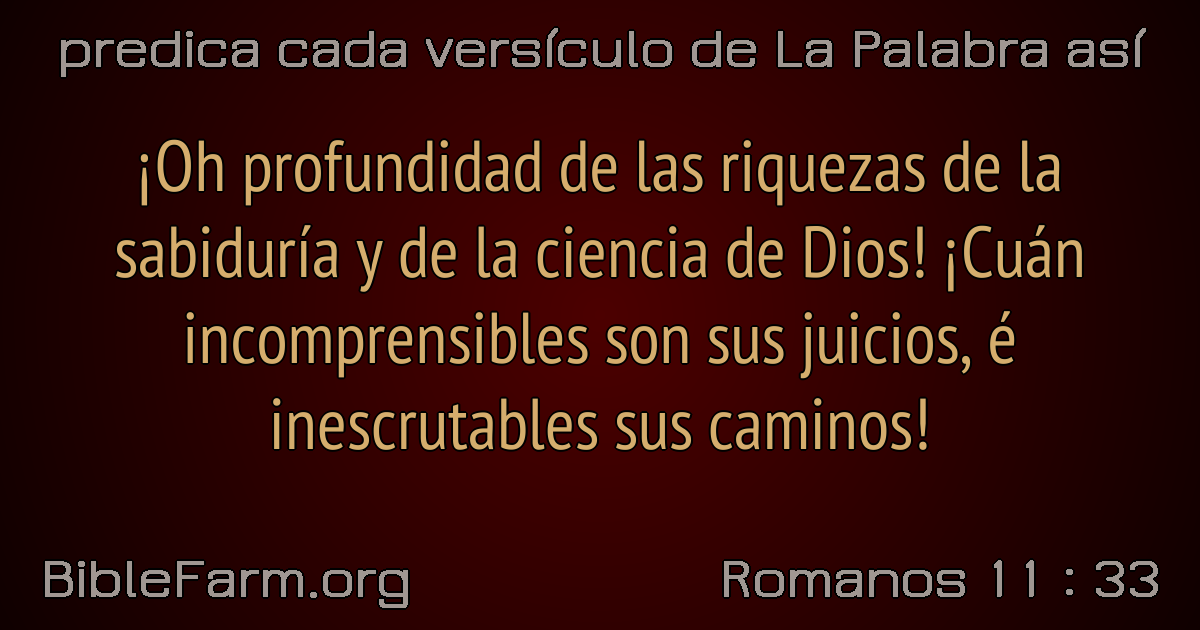 predica cada versículo de La Palabra así
¡Oh profundidad de las riquezas de la
sabiduría y de la ciencia de Dios! ¡Cuán
incomprensibles son sus juicios, é
inescrutables sus caminos!
BibleFarm.org
Romanos 11 : 33